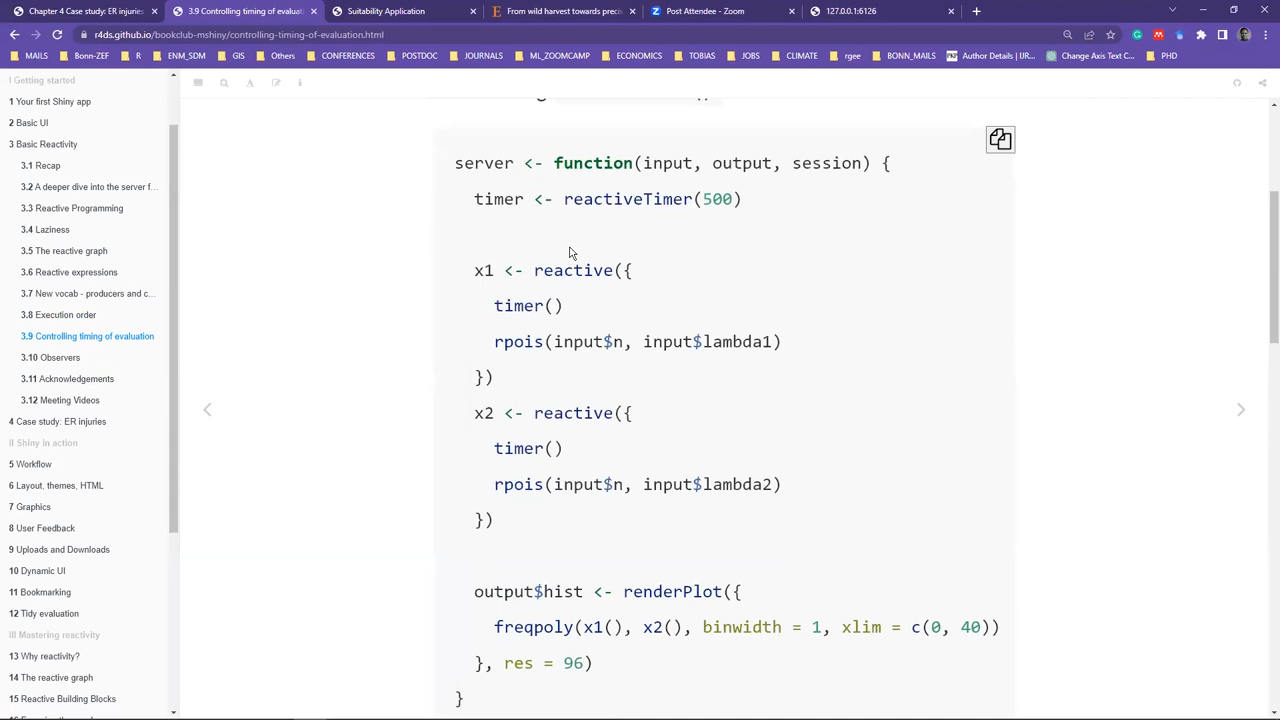 Chapter 4 Case study: ER injuries
3.9 Controlling timing of evaluati
Suitability Application
From wild harvest towards precis
Post Attendee - Zoom
127.0.0.1:6126
r4ds.github.io/bookclub-mshiny/controlling-timing-of-evaluation.html
MAILS
Bonn-ZEF
R
ENM_SDM
GIS
Others
CONFERENCES
POSTDOC
JOURNALS
ML_ZOOMCAMP
ECONOMICS
TOBIAS
JOBS
CLIMATE
rgee
BONN_MAILS
Author Details | IJR...
Change Axis Text C...
PHD
I Getting started
1 Your first Shiny app
2 Basic UI
3 Basic Reactivity
3.1 Recap
3.2 A deeper dive into the server f...
3.3 Reactive Programming
3.4 Laziness
3.5 The reactive graph
3.6 Reactive expressions
3.7 New vocab - producers and c...
3.8 Execution order
3.9 Controlling timing of evaluation
3.10 Observers
3.11 Acknowledgements
3.12 Meeting Videos
4 Case study: ER injuries
II Shiny in action
5 Workflow
6 Layout, themes, HTML
7 Graphics
8 User Feedback
9 Uploads and Downloads
10 Dynamic UI
11 Bookmarking
12 Tidy evaluation
III Mastering reactivity
13 Why reactivity?
14 The reactive graph
15 Reactive Building Blocks
server <- function(input, output, session) {
timer <- reactiveTimer(500)
x1 <- reactive({
timer()
rpois(input$n, input$lambda1)
})
x2 <- reactive({
timer()
rpois(input$n, input$lambda2)
})
output$hist <- renderPlot({
freqpoly(x1(), x2(), binwidth = 1, xlim = c(0, 40))
}, res = 96)
}